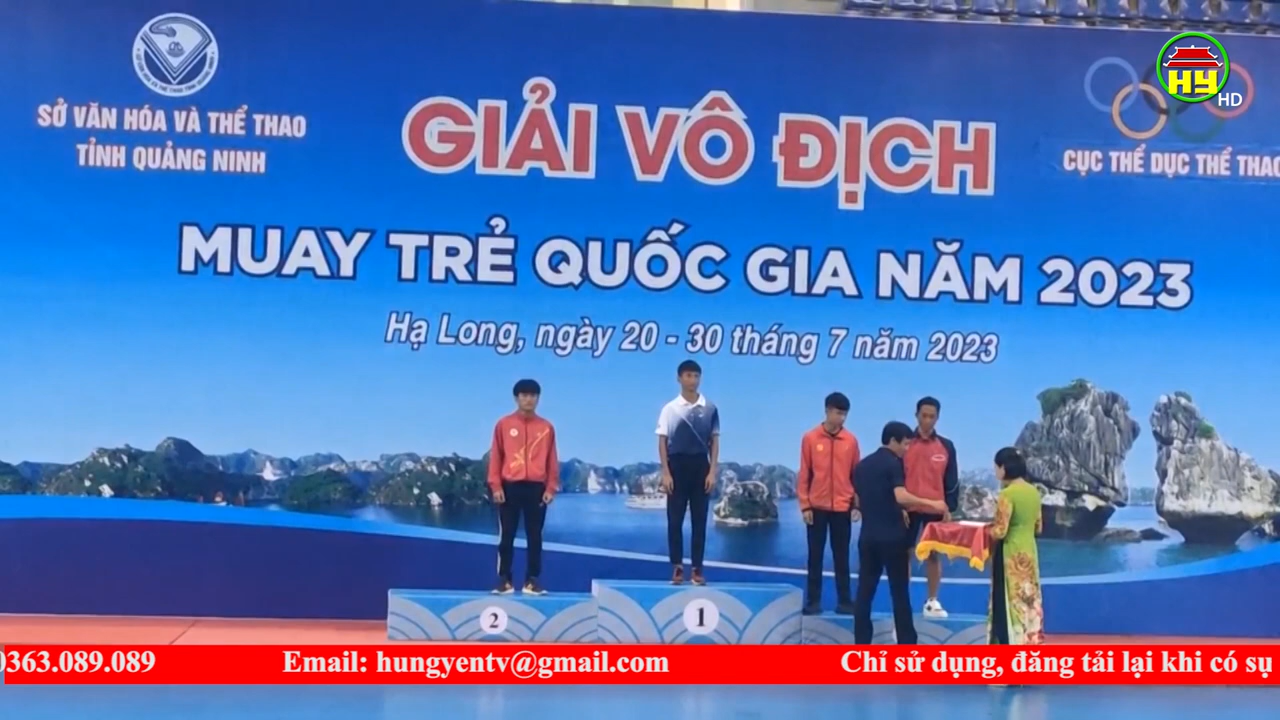 HY
HD
SỞ VĂN HÓA VÀ THỂ THAO
TỈNH QUẢNG NINH
CỤC THỂ DỤC THỂ THAO
GIẢI VÔ ĐỊCH
MUAY TRẺ QUỐC GIA NĂM 2023
Hạ Long, ngày 20 - 30 tháng 7 năm 2023
2
1
0363.089.089 Email: hungyentv@gmail.com Chỉ sử dụng, đăng tải lại khi có sự